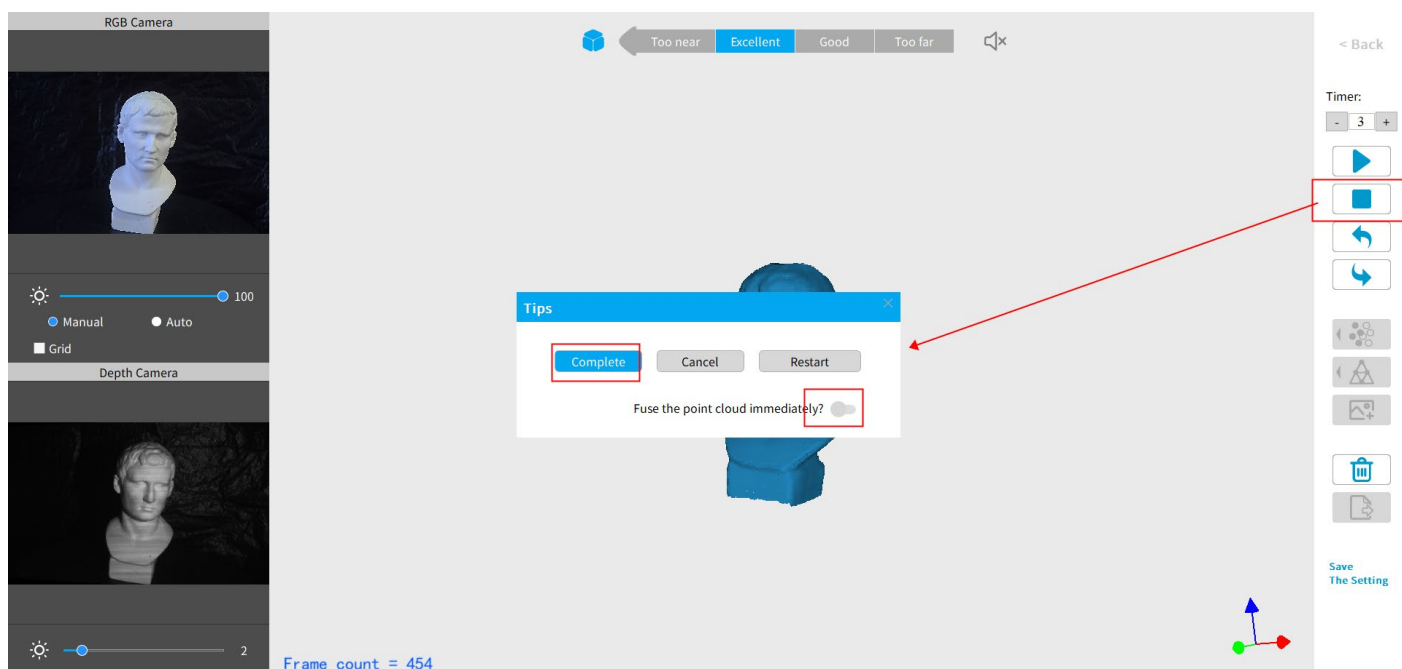 RGB Camera
Too near Excellent Good Too far
< Back
Timer:
- 3 +
100
Manual Auto
Grid
Depth Camera
Tips
Complete Cancel Restart
Fuse the point cloud immediately?
Save
The Setting
2
Frame count = 454